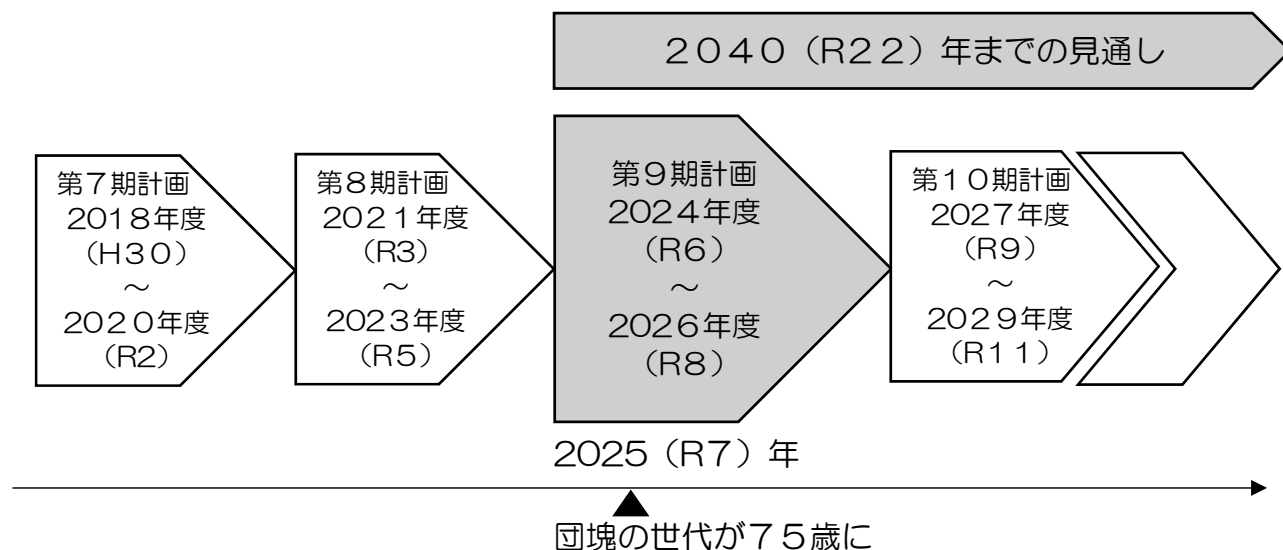 ２０４０（R２２）年までの見通し
第７期計画
２０１８年度
（H３０）
～
２０２０年度
（R２）
第８期計画
２０２１年度
（R３）
～
２０２３年度
（R５）
第９期計画
２０２４年度
（R６）
～
２０２６年度
（R８）
第１０期計画
２０２７年度
（R９）
～
２０２９年度
（R１１）
２０２５（R７）年
団塊の世代が７５歳に